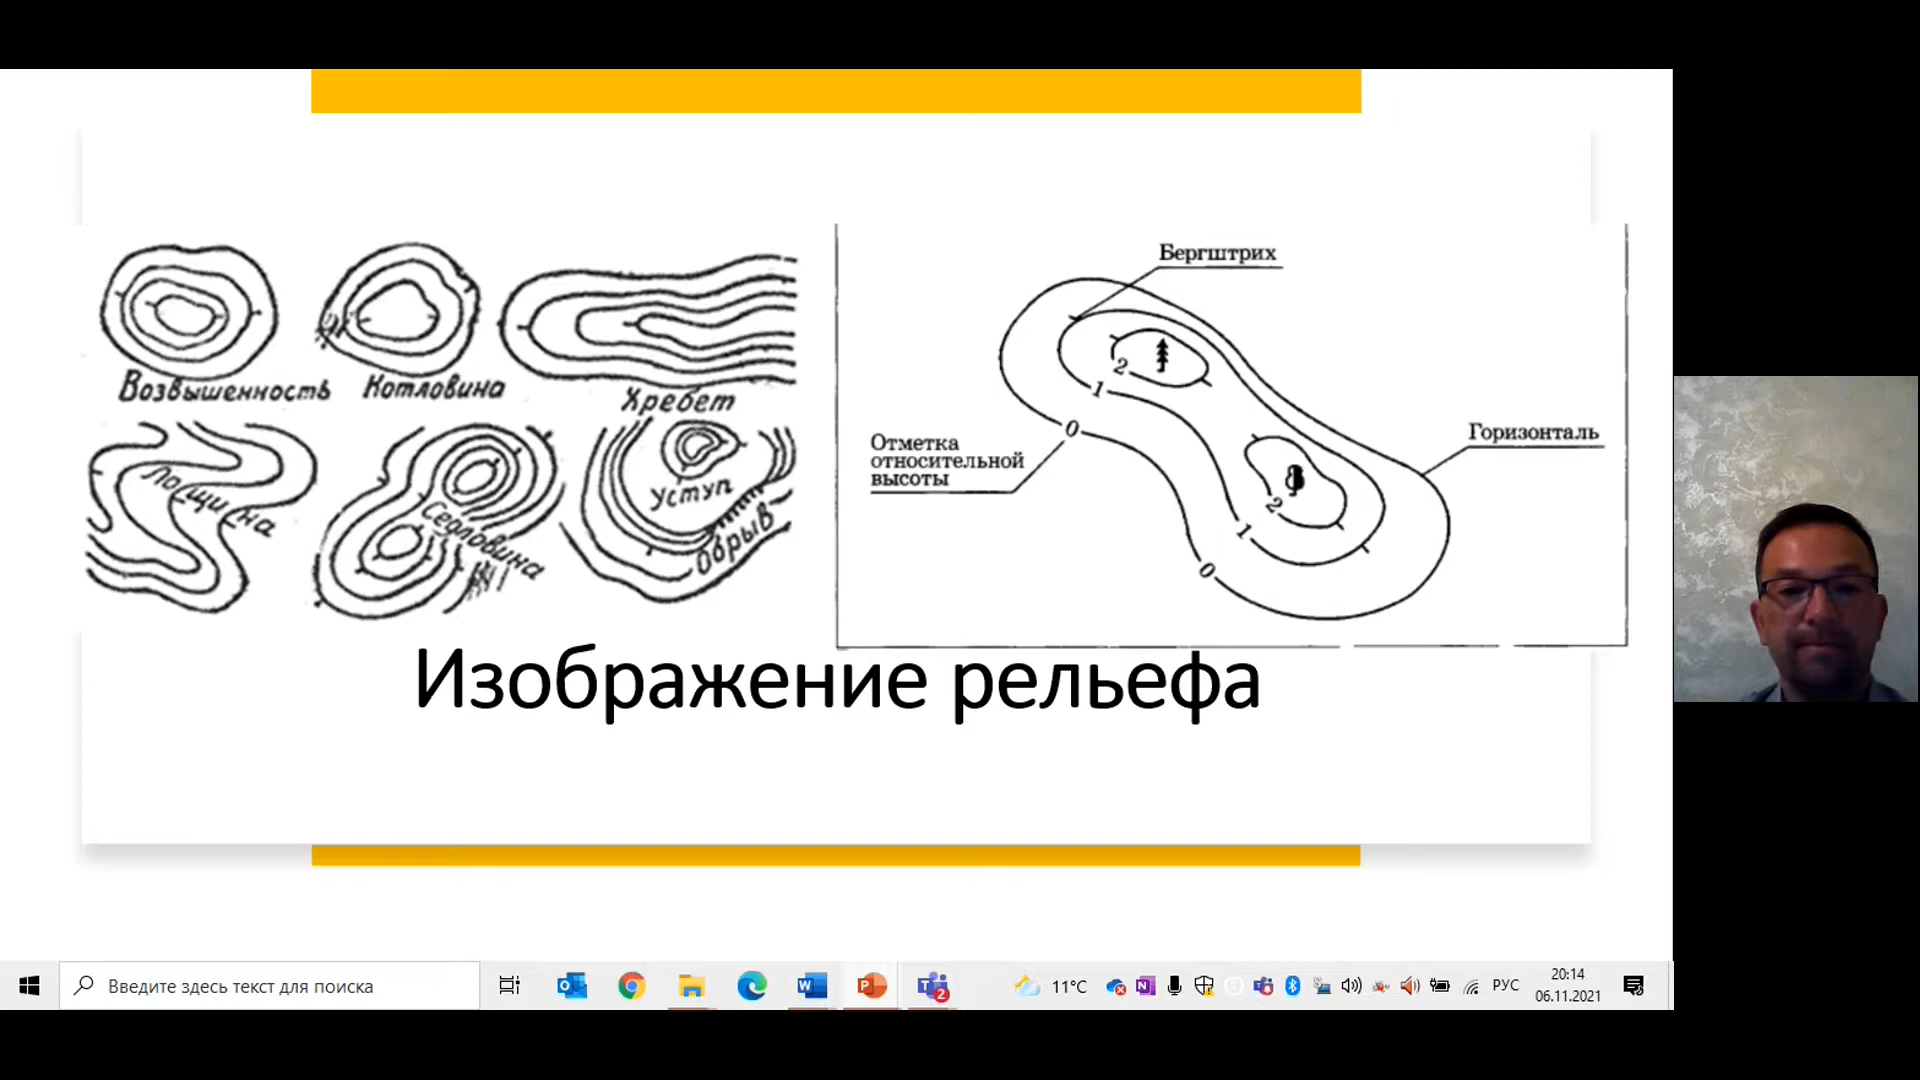 Возвышенность
Котловина
Хребет
Лощина
Седловина
Уступ
Обрыв
Бергштрих
Горизонталь
Отметка
относительной
высоты
2
1
0
2
1
0
Изображение рельефа
Введите здесь текст для поиска
2
11°C
РУС
20:14
06.11.2021